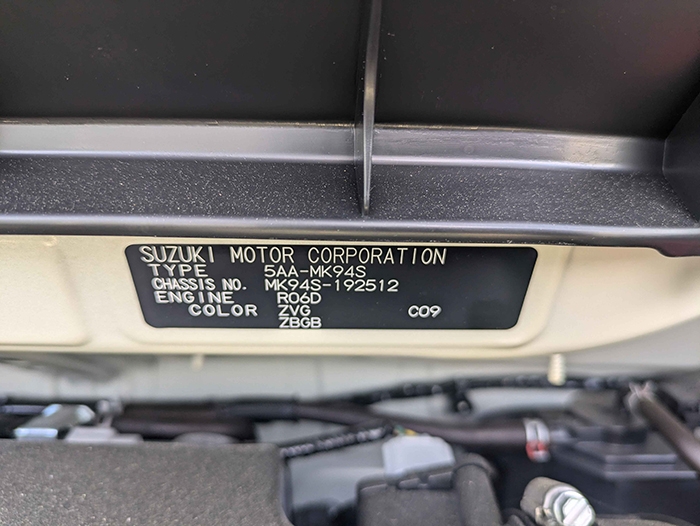 SUZUKI MOTOR CORPORATION
TYPE 5AA-MK94S
CHASSIS NO. MK94S-192512
ENGINE R06D
COLOR ZVG C09
ZBGB